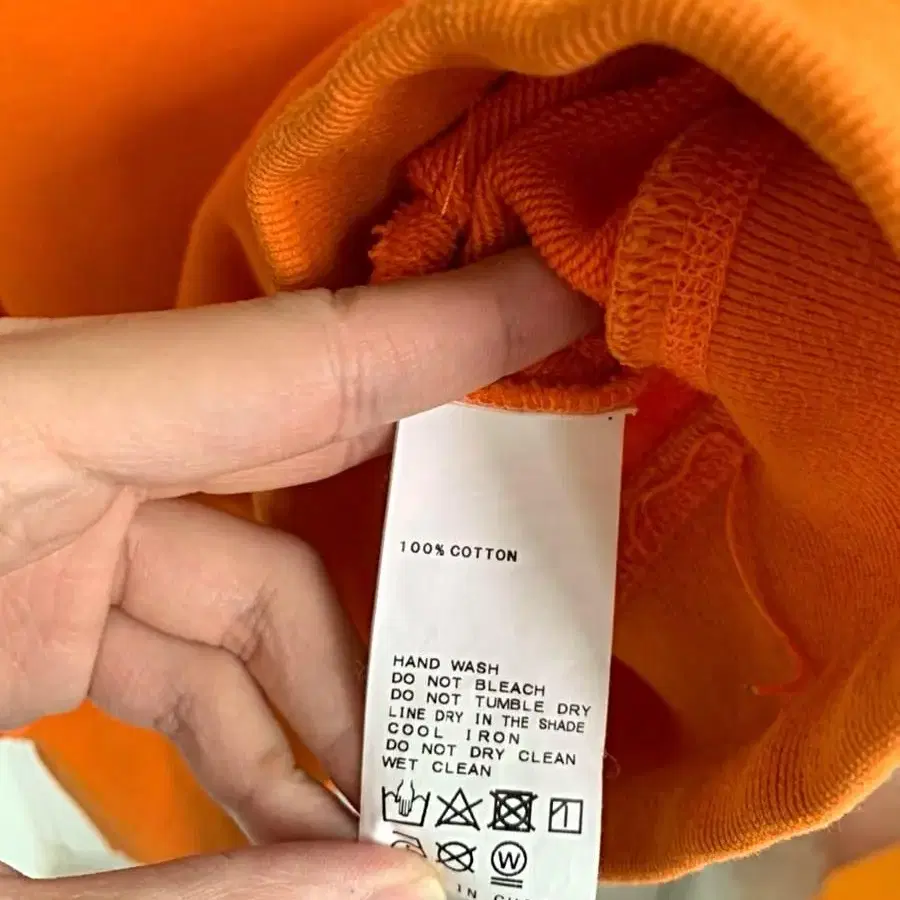 100% COTTON
HAND WASH
DO NOT BLEACH
DO NOT TUMBLE DRY
LINE DRY IN THE SHADE
COOL IRON
DO NOT DRY CLEAN
WET CLEAN
W
IN